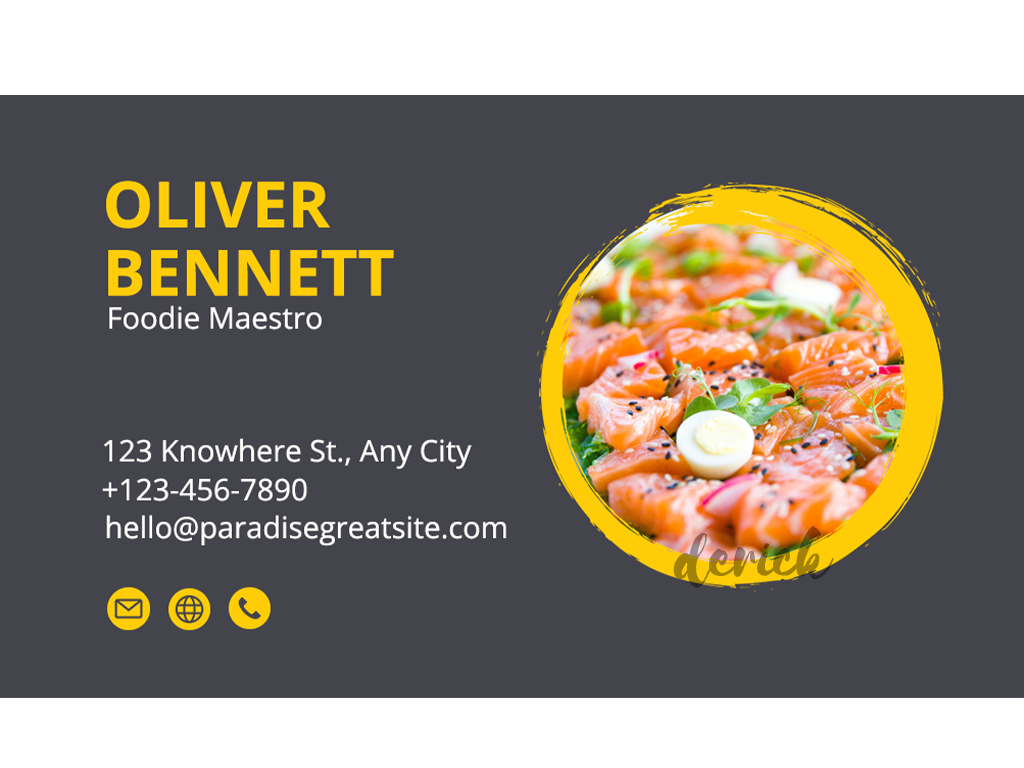 OLIVER
BENNETT
Foodie Maestro
123 Knowhere St., Any City
+123-456-7890
hello@paradisegreatsite.com
derick